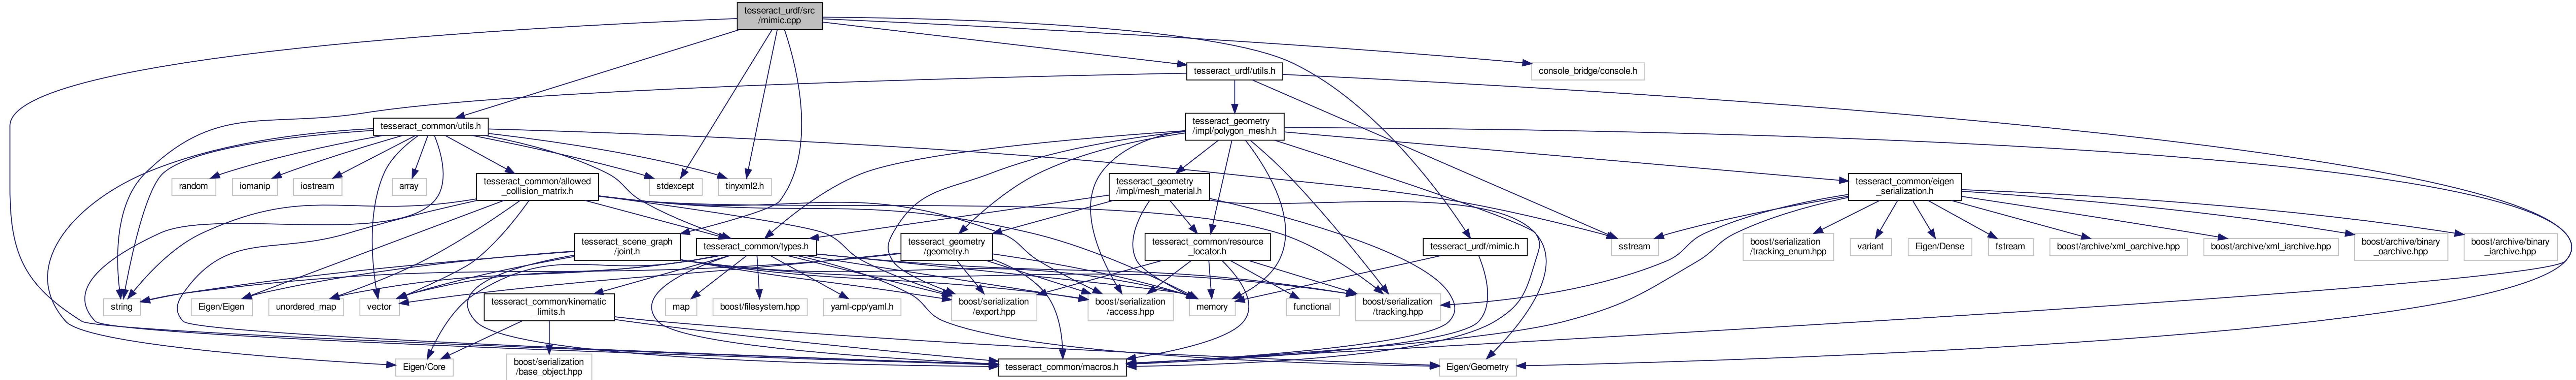 tesseract_urdf/src
/mimic.cpp
tesseract_urdf/utils.h
console_bridge/console.h
tesseract_common/utils.h
tesseract_geometry
/impl/polygon_mesh.h
random
iomanip
iostream
array
tesseract_common/allowed
_collision_matrix.h
stdexcept
tinyxml2.h
tesseract_geometry
/impl/mesh_material.h
tesseract_common/eigen
_serialization.h
tesseract_scene_graph
/joint.h
tesseract_common/types.h
tesseract_geometry
/geometry.h
tesseract_common/resource
_locator.h
tesseract_urdf/mimic.h
sstream
boost/serialization
/tracking_enum.hpp
variant
Eigen/Dense
fstream
boost/archive/xml_oarchive.hpp
boost/archive/xml_iarchive.hpp
boost/archive/binary
_oarchive.hpp
boost/archive/binary
_iarchive.hpp
string
Eigen/Eigen
unordered_map
vector
tesseract_common/kinematic
_limits.h
map
boost/filesystem.hpp
yaml-cpp/yaml.h
boost/serialization
/export.hpp
boost/serialization
/access.hpp
memory
functional
boost/serialization
/tracking.hpp
Eigen/Core
boost/serialization
/base_object.hpp
tesseract_common/macros.h
Eigen/Geometry